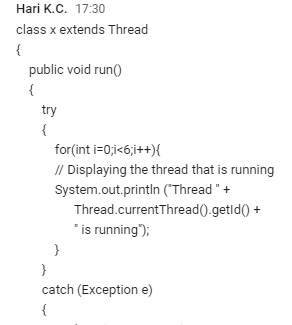 Hari K.C. 17:30
class x extends Thread
{
public void run()
{
try
{
for(int i=0;i<6;i++){
// Displaying the thread that is running
System.out.println ("Thread " +
Thread.currentThread().getId() +
" is running");
}
}
catch (Exception e)
{